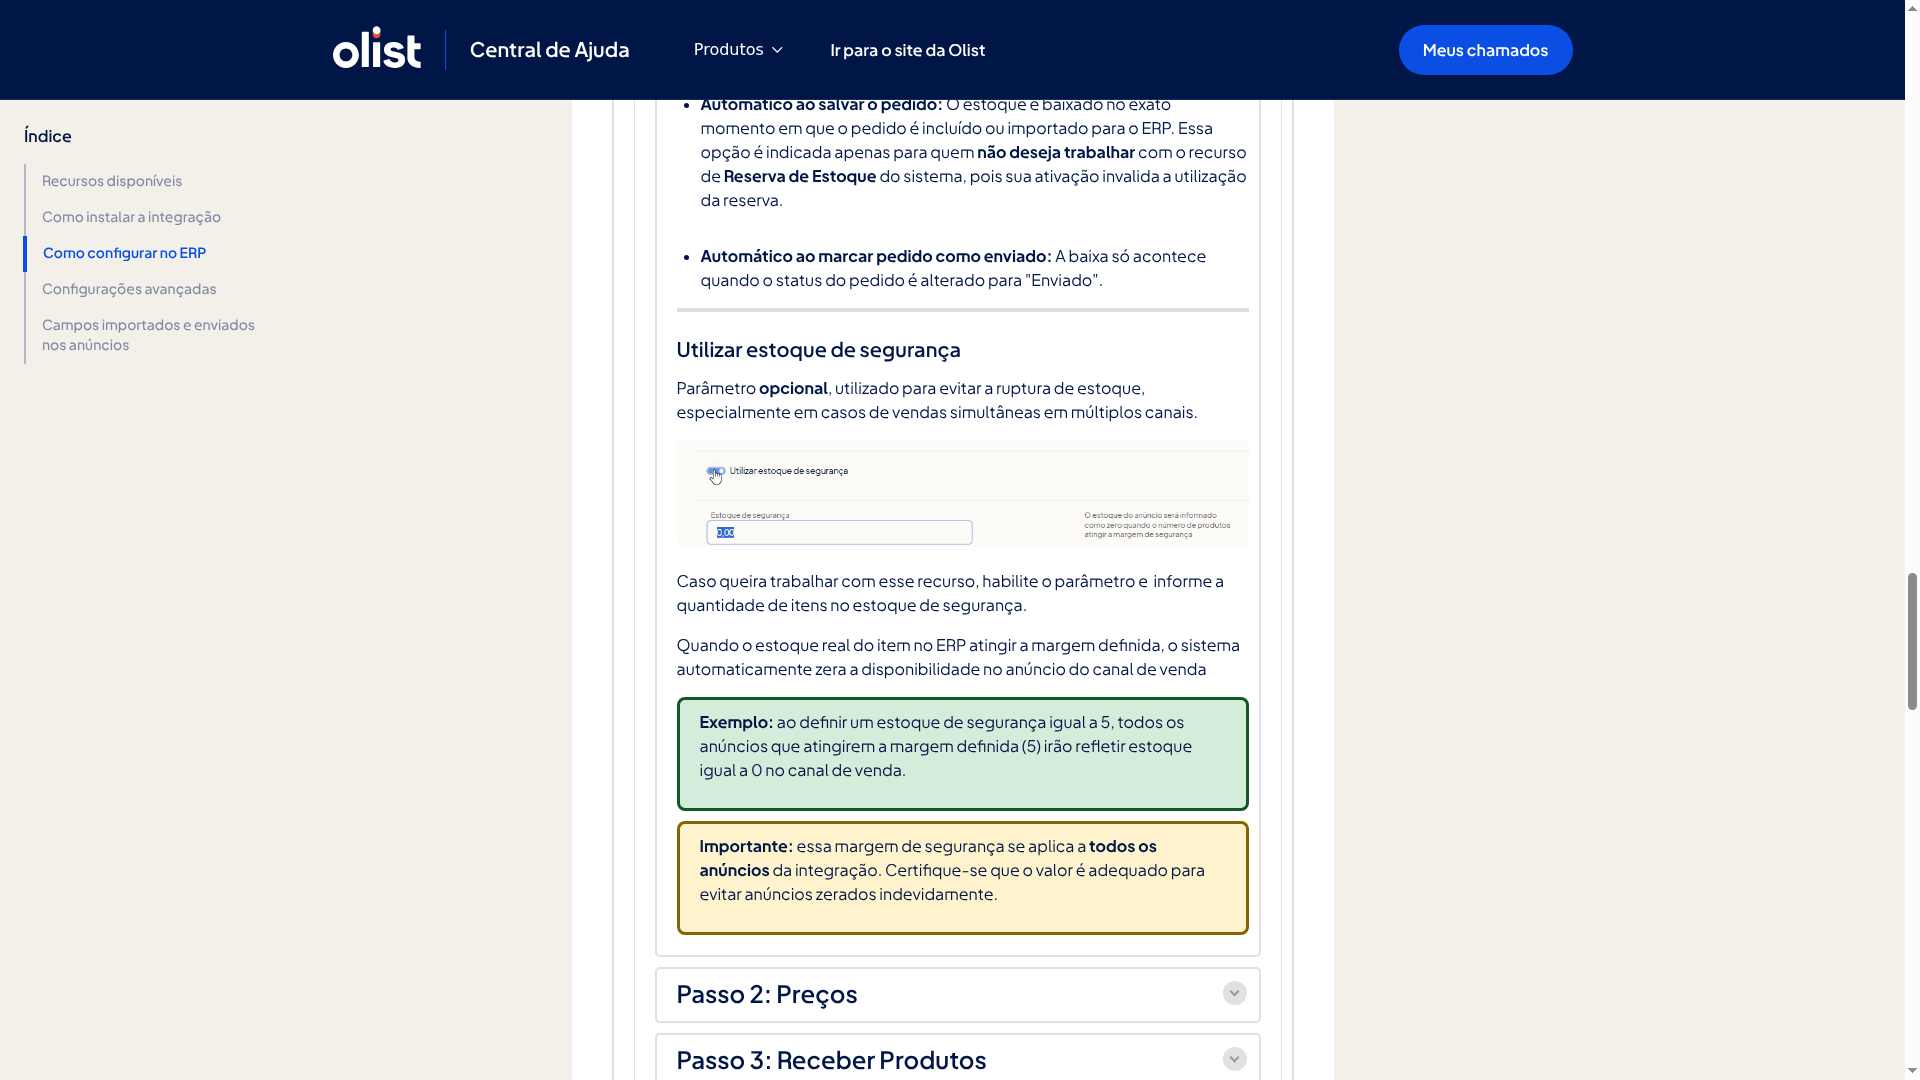 olist
Central de Ajuda
Produtos
Ir para o site da Olist
Meus chamados
Índice
Recursos disponíveis
Como instalar a integração
Como configurar no ERP
Configurações avançadas
Campos importados e enviados
nos anúncios
Automático ao salvar o pedido: O estoque é baixado no exato
momento em que o pedido é incluído ou importado para o ERP. Essa
opção é indicada apenas para quem não deseja trabalhar com o recurso
de Reserva de Estoque do sistema, pois sua ativação invalida a utilização
da reserva.
Automático ao marcar pedido como enviado: A baixa só acontece
quando o status do pedido é alterado para "Enviado".
Utilizar estoque de segurança
Parâmetro opcional, utilizado para evitar a ruptura de estoque,
especialmente em casos de vendas simultâneas em múltiplos canais.
Utilizar estoque de segurança
Estoque de segurança
0,00
O estoque do anúncio será informado
como zero quando o número de produtos
atingir a margem de segurança
Caso queira trabalhar com esse recurso, habilite o parâmetro e informe a
quantidade de itens no estoque de segurança.
Quando o estoque real do item no ERP atingir a margem definida, o sistema
automaticamente zera a disponibilidade no anúncio do canal de venda
Exemplo: ao definir um estoque de segurança igual a 5, todos os
anúncios que atingirem a margem definida (5) irão refletir estoque
igual a 0 no canal de venda.
Importante: essa margem de segurança se aplica a todos os
anúncios da integração. Certifique-se que o valor é adequado para
evitar anúncios zerados indevidamente.
Passo 2: Preços
Passo 3: Receber Produtos